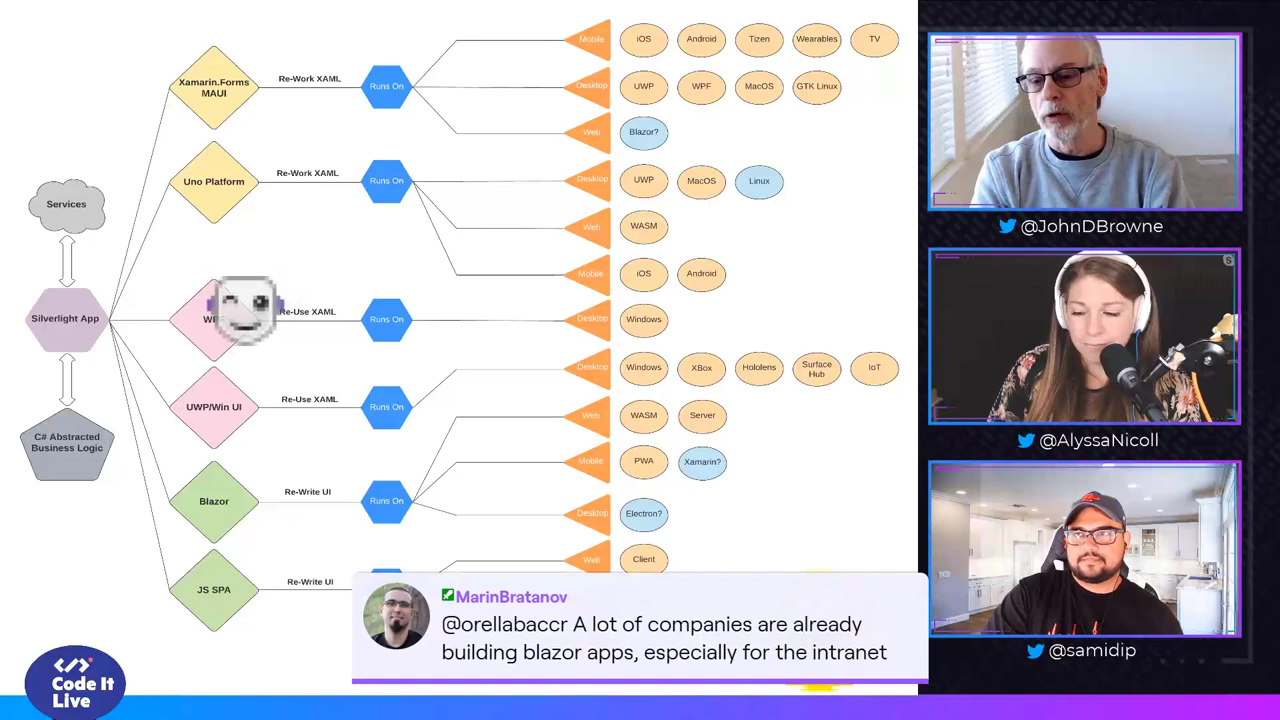 Xamarin.Forms
MAUI
Re-Work XAML
Runs On
Mobile
iOS
Android
Tizen
Wearables
TV
Desktop
UWP
WPF
MacOS
GTK Linux
Web
Blazor?
Uno Platform
Re-Work XAML
Runs On
Desktop
UWP
MacOS
Linux
Web
WASM
Mobile
iOS
Android
Services
Silverlight App
C# Abstracted
Business Logic
Re-Use XAML
Runs On
Desktop
Windows
UWP/Win UI
Re-Use XAML
Runs On
Desktop
Windows
XBox
Hololens
Surface
Hub
IoT
Blazor
Re-Write UI
Runs On
Web
WASM
Server
Mobile
PWA
Xamarin?
Desktop
Electron?
JS SPA
Re-Write UI
Web
Client
MarinBratanov
@orellabaccr A lot of companies are already
building blazor apps, especially for the intranet
Code It
Live
@JohnDBrowne
@AlyssaNicoll
@samidip